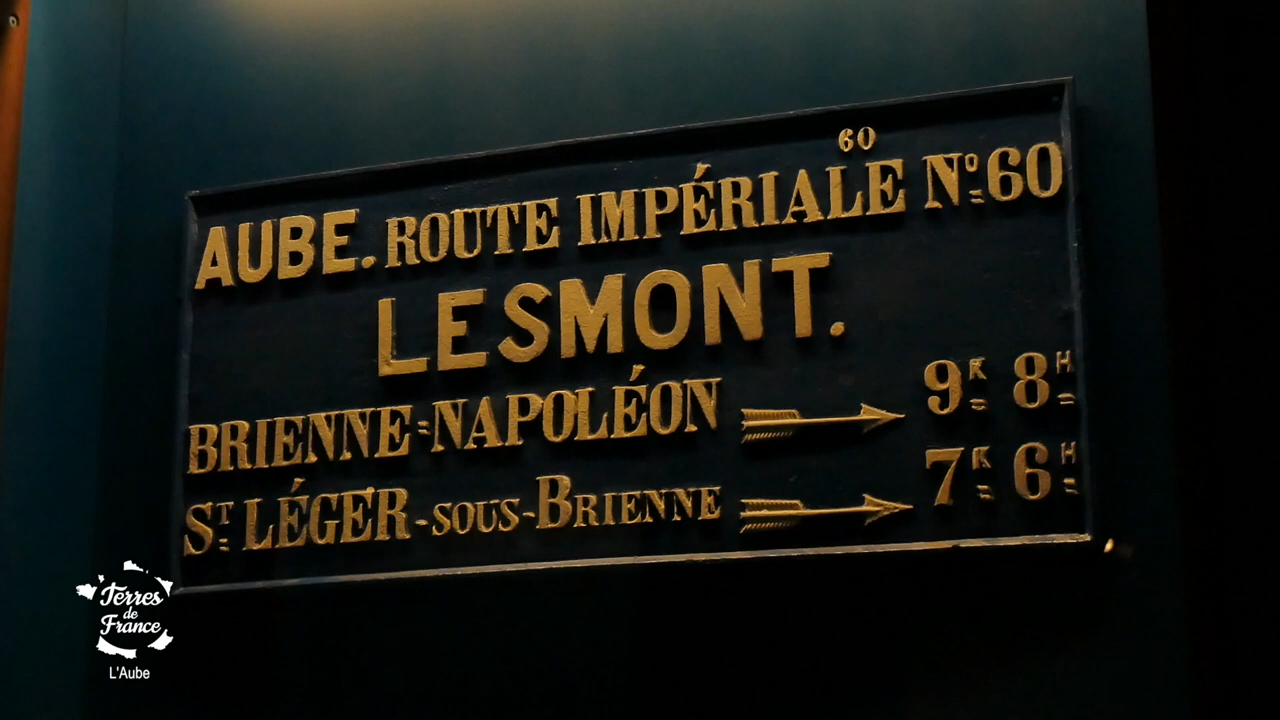 60
AUBE. ROUTE IMPÉRIALE Nº 60
LESMONT.
BRIENNE=NAPOLÉON 9K 8H
ST LÉGER-SOUS-BRIENNE 7K 6H
Terres
de
France
L'Aube